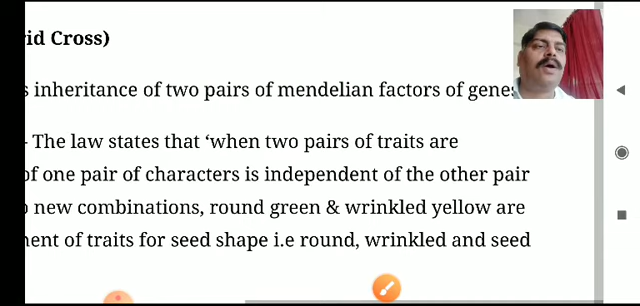 rid Cross)
s inheritance of two pairs of mendelian factors of genes
- The law states that ‘when two pairs of traits are
of one pair of characters is independent of the other pair
new combinations, round green & wrinkled yellow are
ment of traits for seed shape i.e round, wrinkled and seed